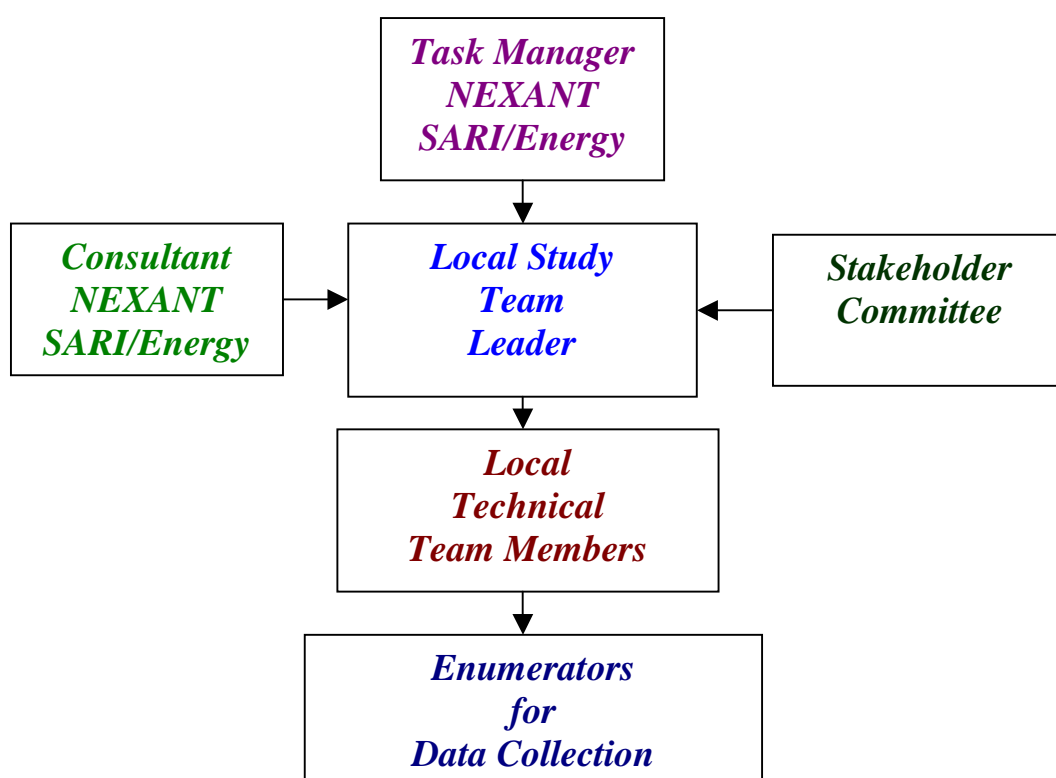 Task Manager
NEXANT
SARI/Energy
Consultant
NEXANT
SARI/Energy
Local Study
Team
Leader
Stakeholder
Committee
Local
Technical
Team Members
Enumerators
for
Data Collection